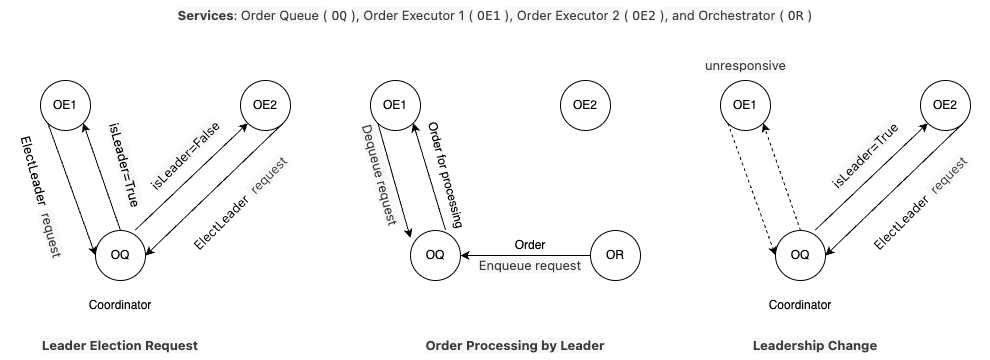 Services: Order Queue ( OQ ), Order Executor 1 ( OE1 ), Order Executor 2 ( OE2 ), and Orchestrator ( OR )
OE1
OE2
ElectLeader request
isLeader=True
isLeader=False
ElectLeader request
OQ
Coordinator
Leader Election Request
OE1
OE2
Dequeue request
Order for processing
OQ
Order
Enqueue request
OR
Order Processing by Leader
unresponsive
OE1
OE2
isLeader=True
ElectLeader request
OQ
Coordinator
Leadership Change